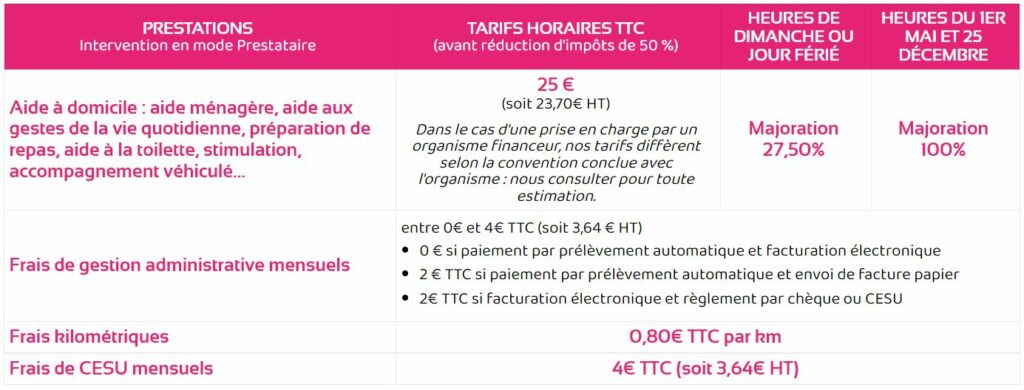 PRESTATIONS
Intervention en mode Prestataire
TARIFS HORAIRES TTC
(avant réduction d'impôts de 50 %)
HEURES DE
DIMANCHE OU
JOUR FÉRIÉ
HEURES DU 1ER
MAI ET 25
DÉCEMBRE
Aide à domicile : aide ménagère, aide aux
gestes de la vie quotidienne, préparation de
repas, aide à la toilette, stimulation,
accompagnement véhiculé...
25 €
(soit 23,70€ HT)
Dans le cas d'une prise en charge par un
organisme financeur, nos tarifs diffèrent
selon la convention conclue avec
l'organisme : nous consulter pour toute
estimation.
Majoration
27,50%
Majoration
100%
Frais de gestion administrative mensuels
entre 0€ et 4€ TTC (soit 3,64 € HT)
• 0 € si paiement par prélèvement automatique et facturation électronique
• 2 € TTC si paiement par prélèvement automatique et envoi de facture papier
• 2€ TTC si facturation électronique et règlement par chèque ou CESU
Frais kilométriques
0,80€ TTC par km
Frais de CESU mensuels
4€ TTC (soit 3,64€ HT)